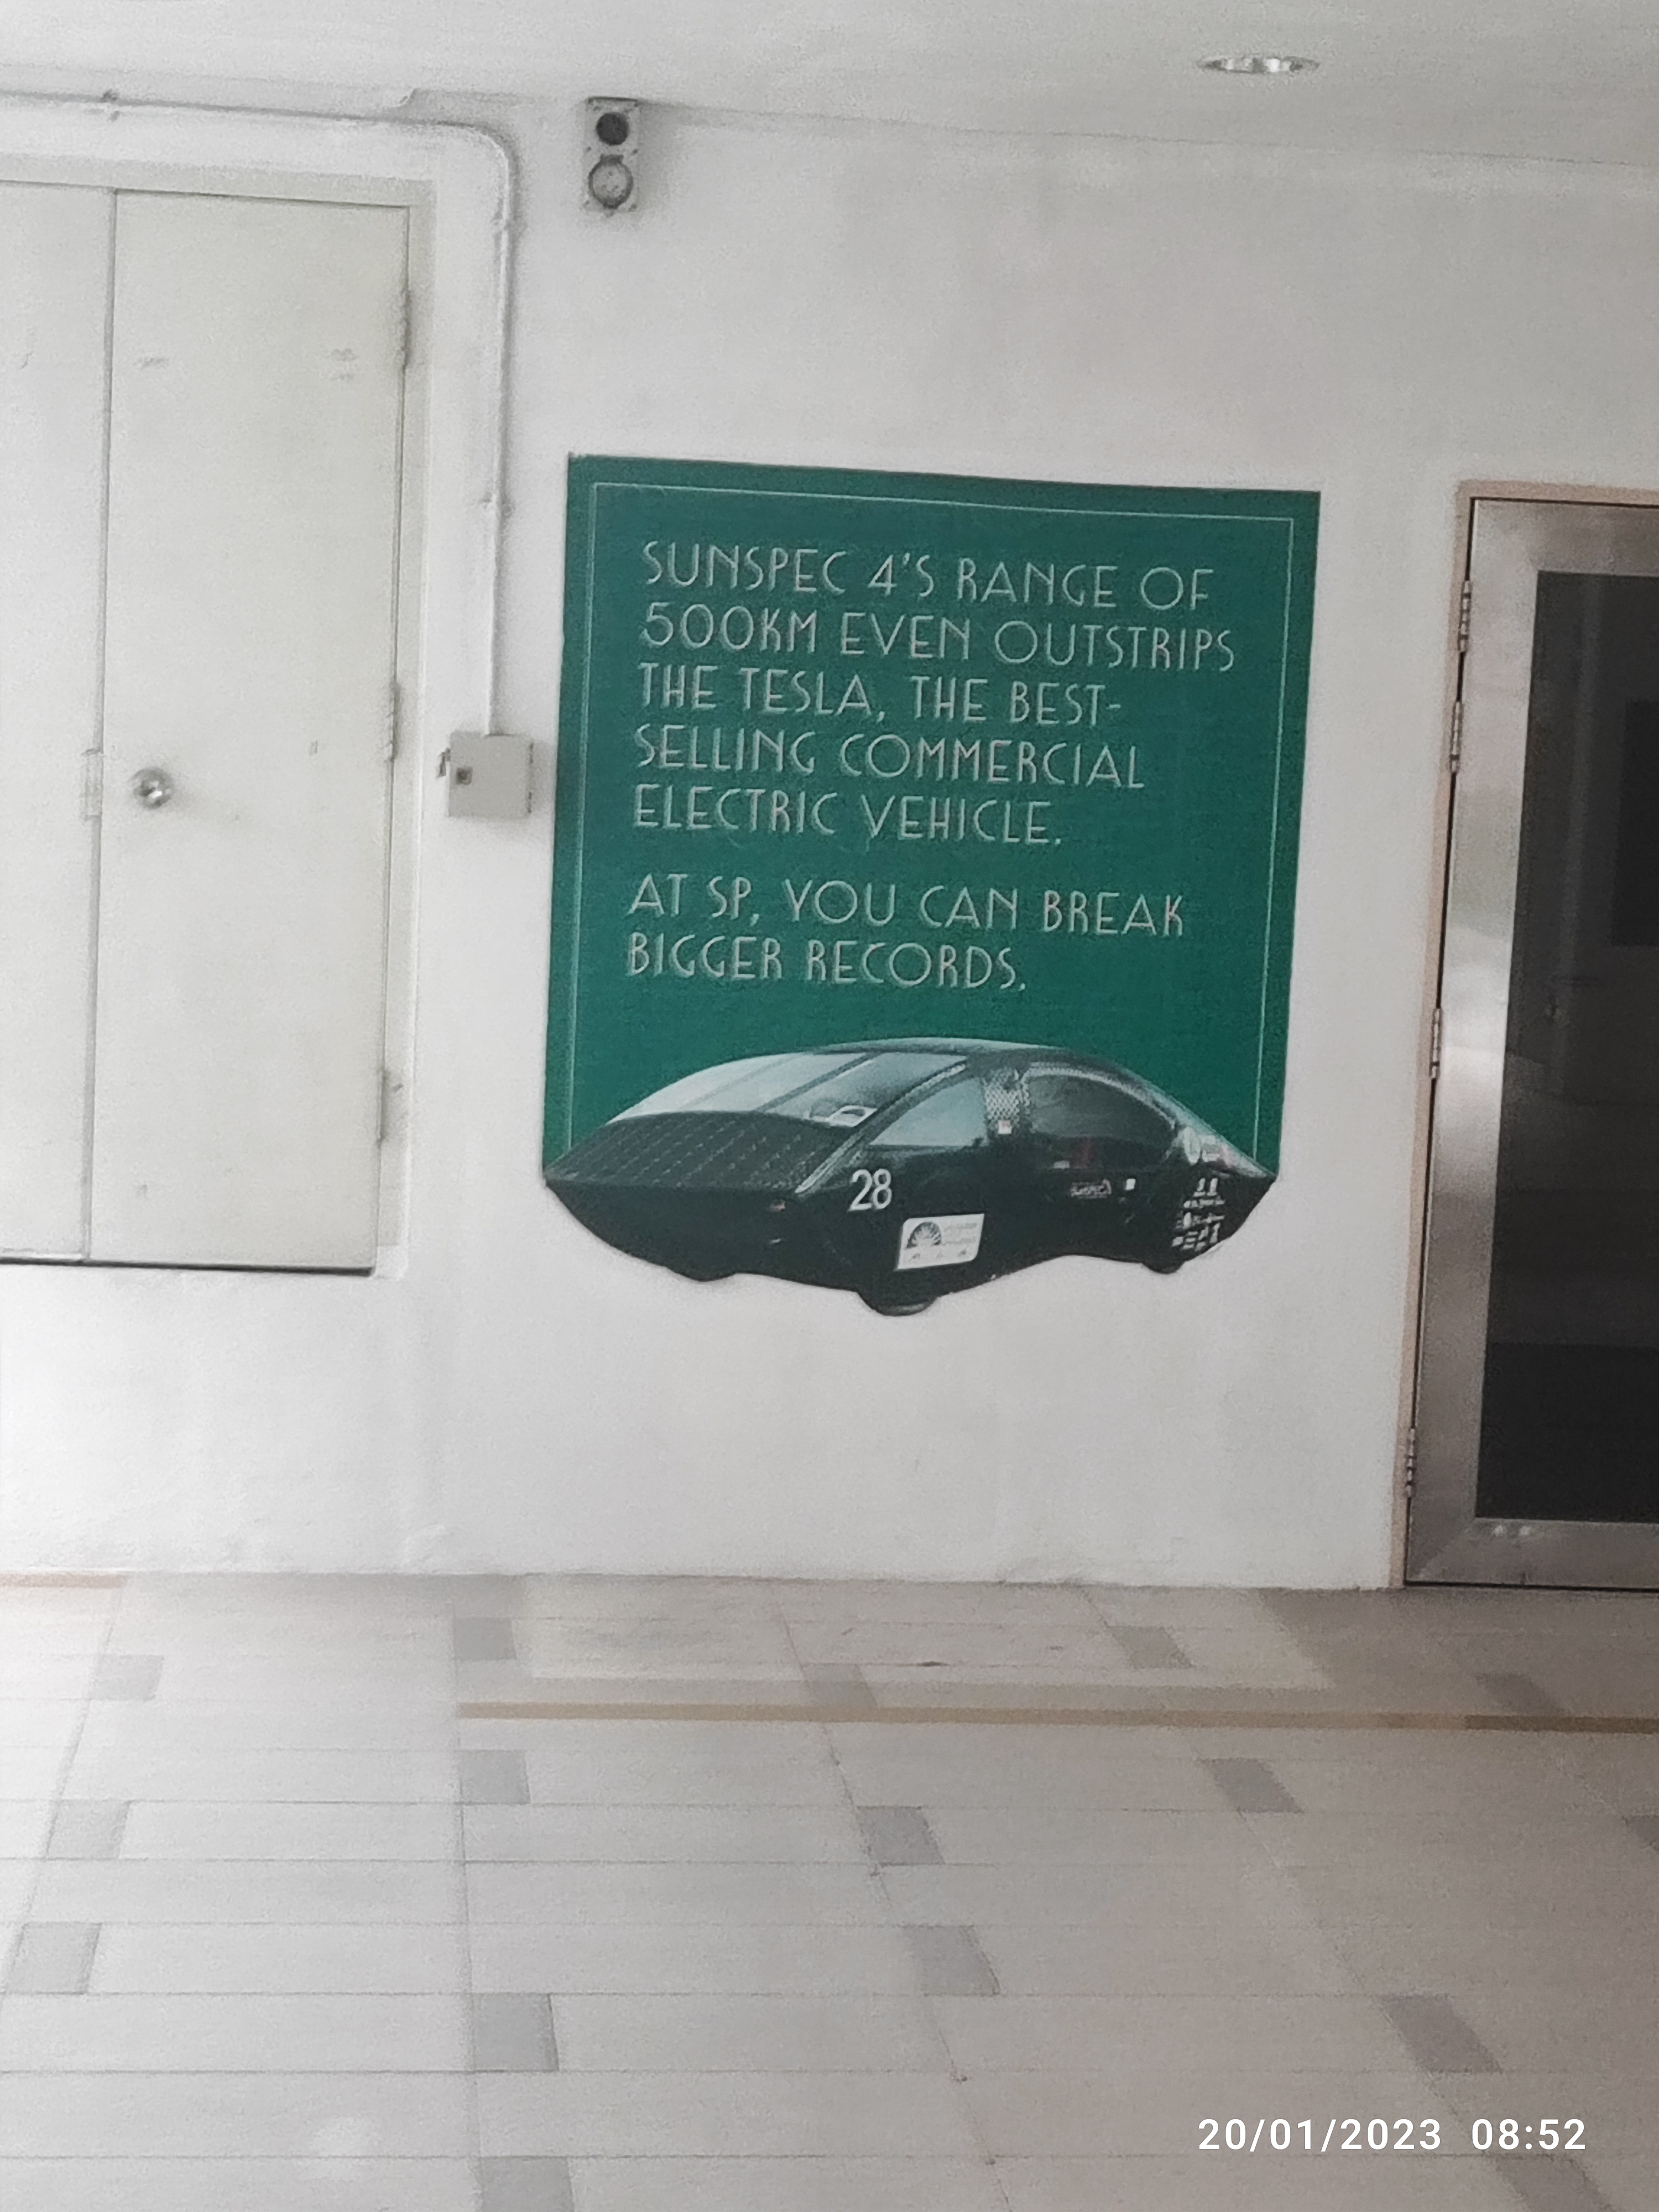 SUNSPEC 4'S RANGE OF
500KM EVEN OUTSTRIPS
THE TESLA, THE BEST-
SELLING COMMERCIAL
ELECTRIC VEHICLE.
AT SP, YOU CAN BREAK
BIGGER RECORDS.
28
20/01/2023 08:52